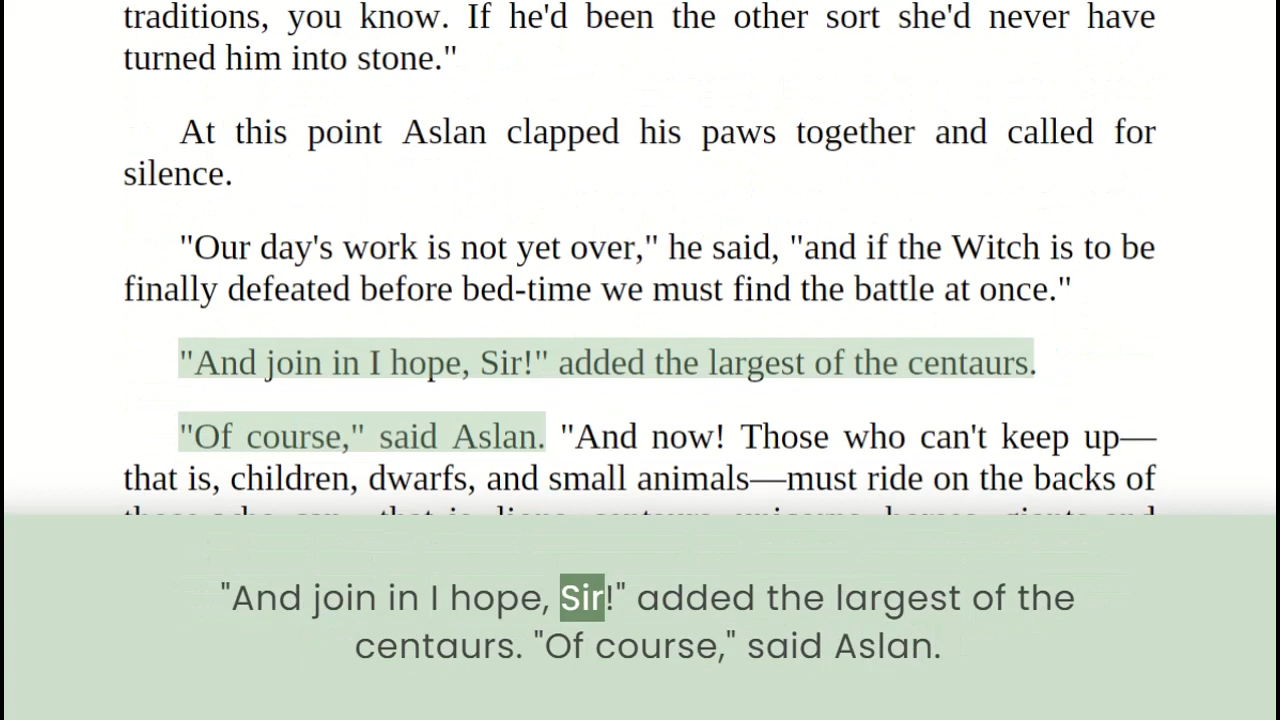 traditions, you know. If he'd been the other sort she'd never have
turned him into stone."
At this point Aslan clapped his paws together and called for
silence.
"Our day's work is not yet over," he said, "and if the Witch is to be
finally defeated before bed-time we must find the battle at once."
"And join in I hope, Sir!" added the largest of the centaurs.
"Of course," said Aslan. "And now! Those who can't keep up—
that is, children, dwarfs, and small animals—must ride on the backs of
"And join in I hope, Sir!" added the largest of the
centaurs. "Of course," said Aslan.